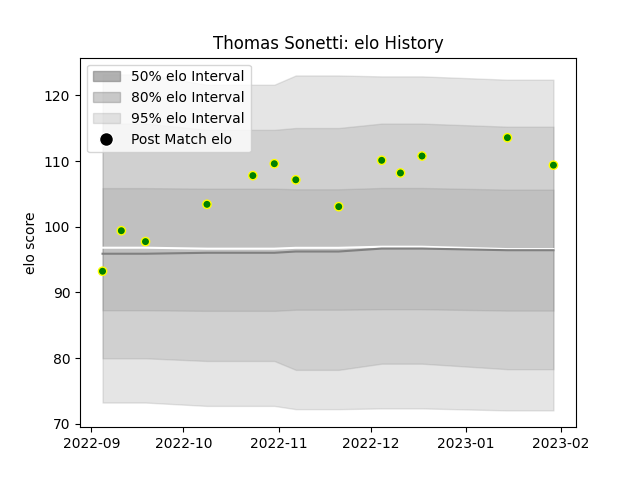 Thomas Sonetti: elo History
50% elo Interval
80% elo Interval
95% elo Interval
Post Match elo
elo score
120
110
100
90
80
70
2022-09 2022-10 2022-11 2022-12 2023-01 2023-02